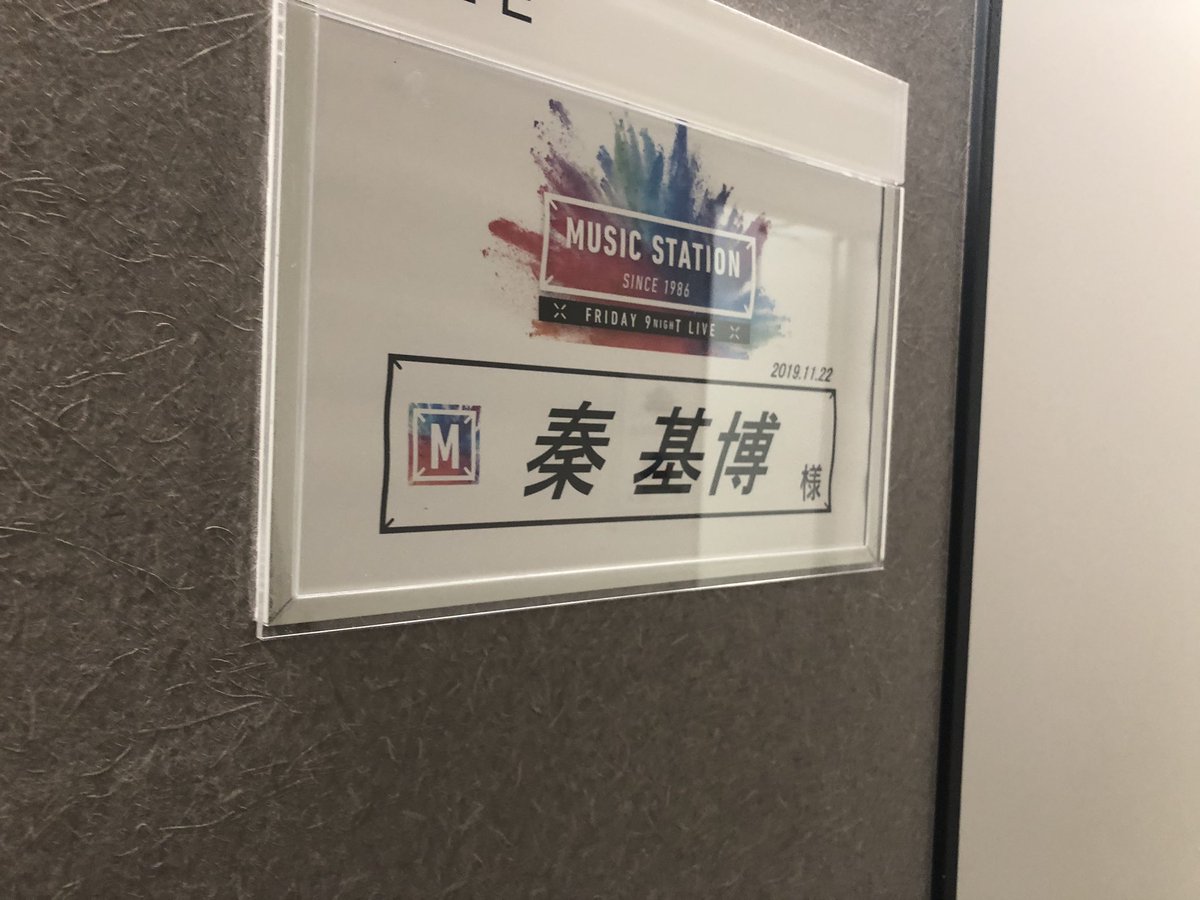 MUSIC STATION
SINCE 1986
FRIDAY 9NIGHT LIVE
2019.11.22
M 秦 基博 様